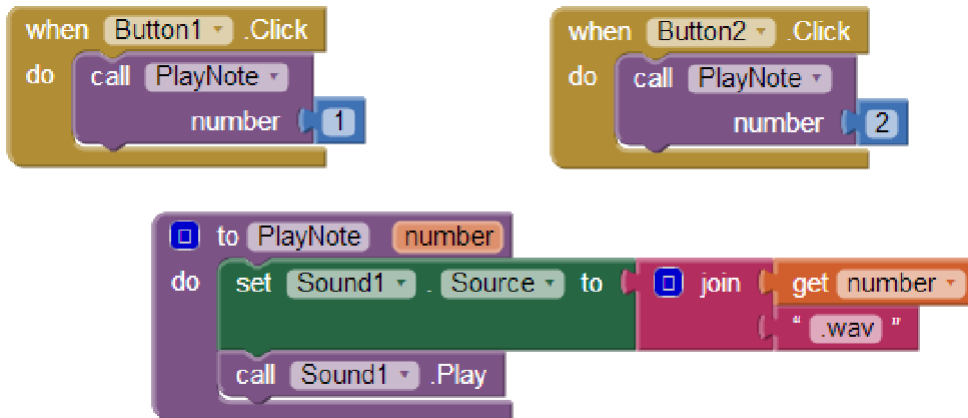 when Button1 .Click
do call PlayNote
number 1
when Button2 .Click
do call PlayNote
number 2
to PlayNote number
do set Sound1 . Source to join get number
“ .wav ”
call Sound1 .Play